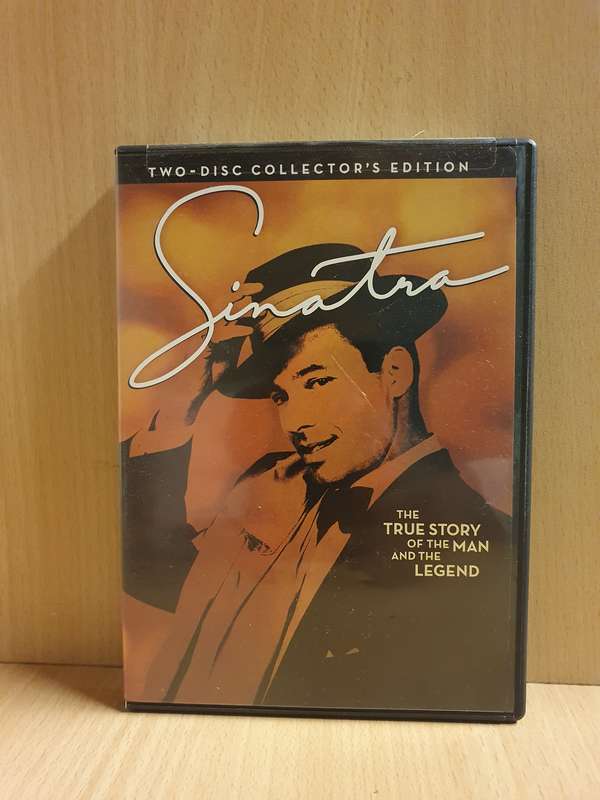 TWO-DISC COLLECTOR'S EDITION
Sinatra
THE
TRUE STORY
OF THE MAN
AND THE
LEGEND